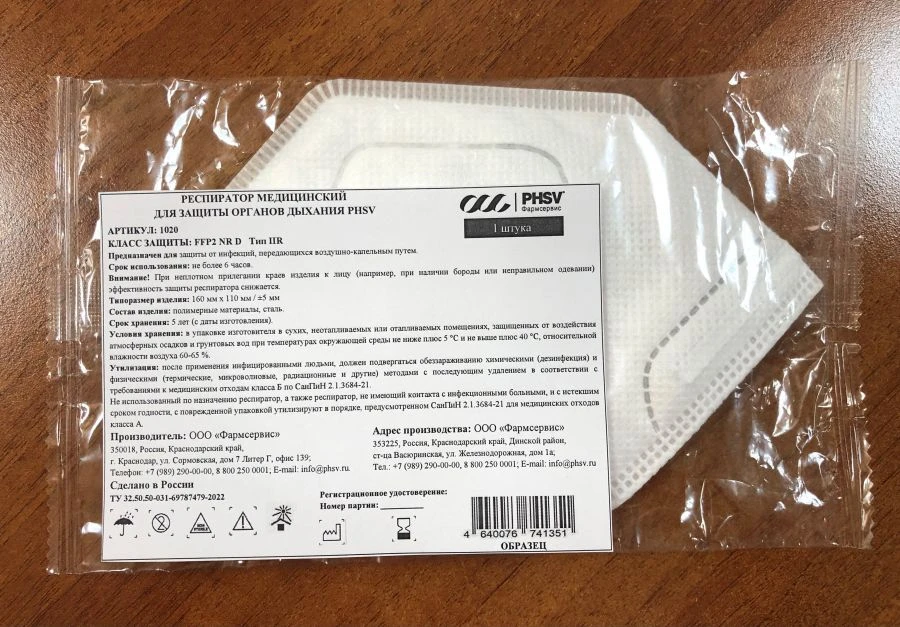 РЕСПИРАТОР МЕДИЦИНСКИЙ
ДЛЯ ЗАЩИТЫ ОРГАНОВ ДЫХАНИЯ PHSV
PHSV
Фармсервис
1 штука
АРТИКУЛ: 1020
КЛАСС ЗАЩИТЫ: FFP2 NR D Тип IIR
Предназначен для защиты от инфекций, передающихся воздушно-капельным путем.
Срок использования: не более 6 часов.
Внимание! При неплотном прилегании краев изделия к лицу (например, при наличии бороды или неправильном одевании)
эффективность защиты респиратора снижается.
Типоразмер изделия: 160 мм х 110 мм / ±5 мм
Состав изделия: полимерные материалы, сталь.
Срок хранения: 5 лет (с даты изготовления).
Условия хранения: в упаковке изготовителя в сухих, неотапливаемых или отапливаемых помещениях, защищенных от воздействия
атмосферных осадков и грунтовых вод при температурах окружающей среды не ниже плюс 5 °С и не выше плюс 40 °С, относительной
влажности воздуха 60-65 %.
Утилизация: после применения инфицированными людьми, должен подвергаться обеззараживанию химическими (дезинфекция) и
физическими (термические, микроволновые, радиационные и другие) методами с последующим удалением в соответствии с
требованиями к медицинским отходам класса Б по СанПиН 2.1.3684-21.
Не использованный по назначению респиратор, а также респиратор, не имеющий контакта с инфекционными больными, и с истекшим
сроком годности, с поврежденной упаковкой утилизируют в порядке, предусмотренном СанПиН 2.1.3684-21 для медицинских отходов
класса А.
Производитель: ООО «Фармсервис»
350018, Россия, Краснодарский край,
г. Краснодар, ул. Сормовская, дом 7 Литер Г, офис 139;
Телефон: +7 (989) 290-00-00, 8 800 250 0001; E-mail: info@phsv.ru.
Сделано в России
ТУ 32.50.50-031-69787479-2022
Адрес производства: ООО «Фармсервис»
353225, Россия, Краснодарский край, Динской район,
ст-ца Васюринская, ул. Железнодорожная, дом 1а;
Тел.: +7 (989) 290-00-00, 8 800 250 0001; E-mail: info@phsv.ru.
Регистрационное удостоверение:
Номер партии: ________
2
NON
STERILE
4 640076 741351
ОБРАЗЕЦ